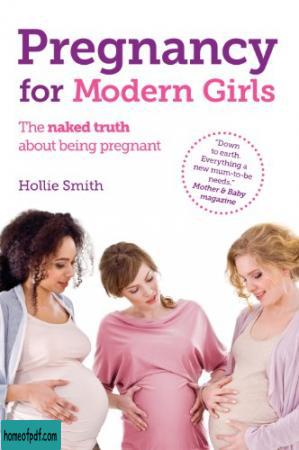 Pregnancy
for Modern Girls
The naked truth
about being pregnant
Hollie Smith
"Down
to earth.
Everything a
new mum-to-be
needs."
Mother & Baby
magazine
homeofpdf.com